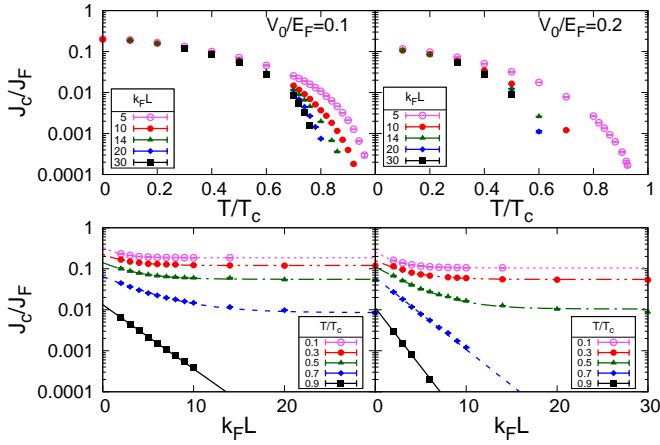 V₀/E_F=0.1
V₀/E_F=0.2
J_c/J_F
1
0.1
0.01
0.001
0.0001
k_FL
5
10
14
20
30
k_FL
5
10
14
20
30
0 0.2 0.4 0.6 0.8
0 0.2 0.4 0.6 0.8 1
T/T_c
T/T_c
J_c/J_F
1
0.1
0.01
0.001
0.0001
T/T_c
0.1
0.3
0.5
0.7
0.9
T/T_c
0.1
0.3
0.5
0.7
0.9
0 10 20
0 10 20 30
k_FL
k_FL